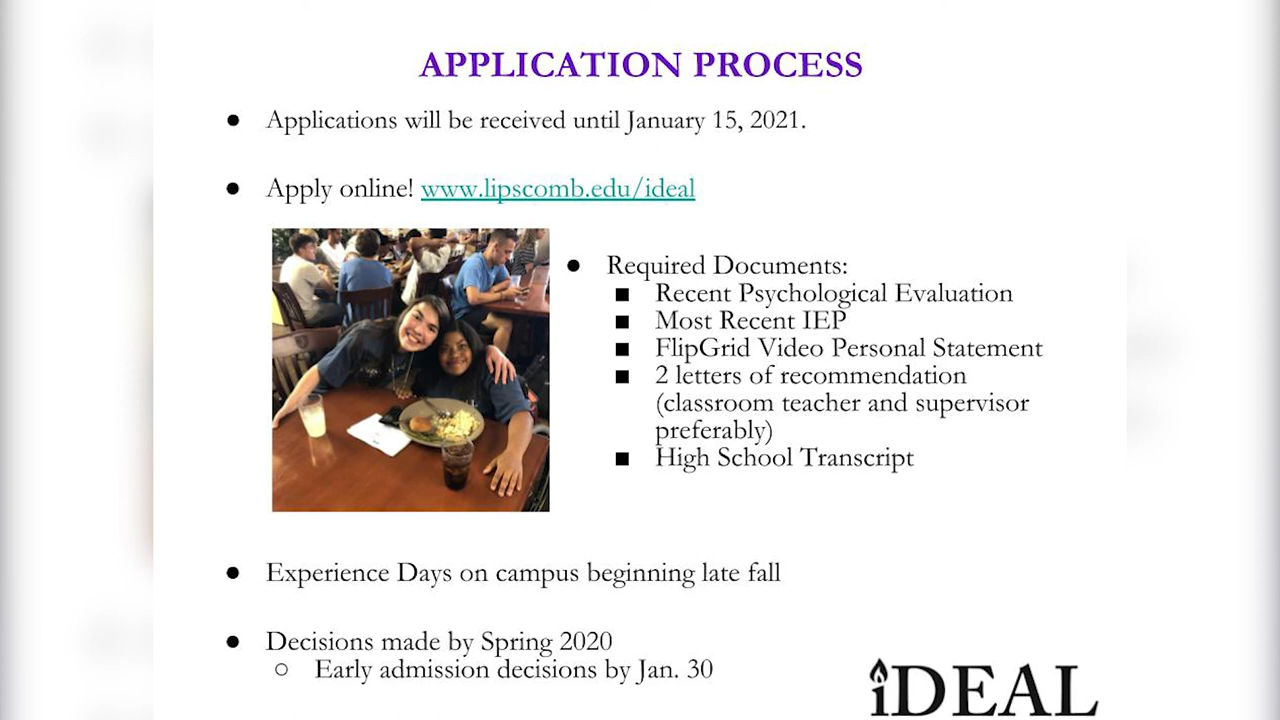 APPLICATION PROCESS
● Applications will be received until January 15, 2021.
● Apply online! www.lipscomb.edu/ideal
● Required Documents:
■ Recent Psychological Evaluation
■ Most Recent IEP
■ FlipGrid Video Personal Statement
■ 2 letters of recommendation
(classroom teacher and supervisor
preferably)
■ High School Transcript
● Experience Days on campus beginning late fall
● Decisions made by Spring 2020
○ Early admission decisions by Jan. 30
iDEAL